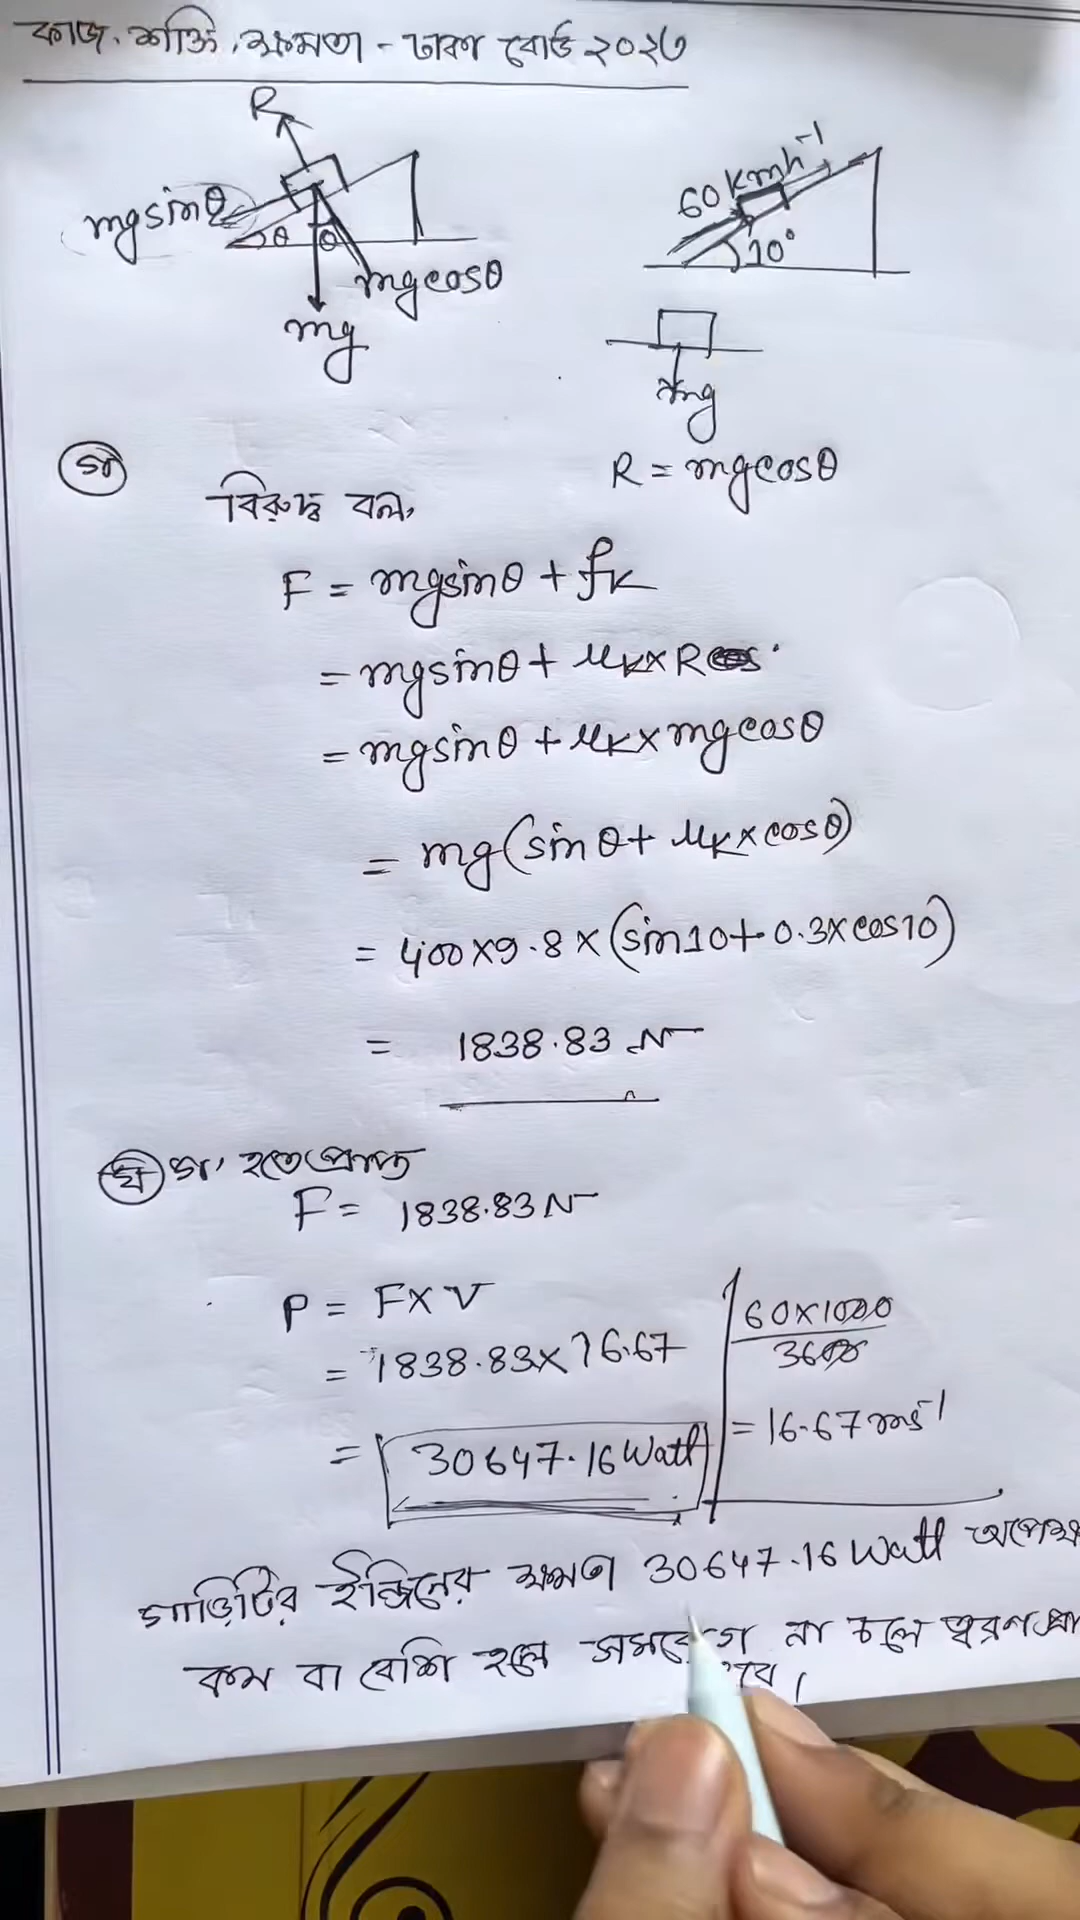 কাজ, শক্তি, ক্ষমতা - ঢাকা বোর্ড ২০২৩
R
mgsinθ
θ
θ
mgcosθ
mg
60 kmh⁻¹
10°
mg
R = mgcosθ
গ
বিরুদ্ধ বল,
F = mgsinθ + fK
= mgsinθ + μK×R
= mgsinθ + μK×mgcosθ
= mg(sinθ + μK×cosθ)
= 400×9.8×(sin10+0.3×cos10)
= 1838.83 N
ঘ গ' হতে প্রাপ্ত
F = 1838.83 N
P = F×V
= 1838.83×16.67
= 30647.16 Watt
60×1000
3600
= 16.67 ms⁻¹
গাড়িটির ইঞ্জিনের ক্ষমতা 30647.16 Watt
কম বা বেশি হলে সমবেগে না চলে